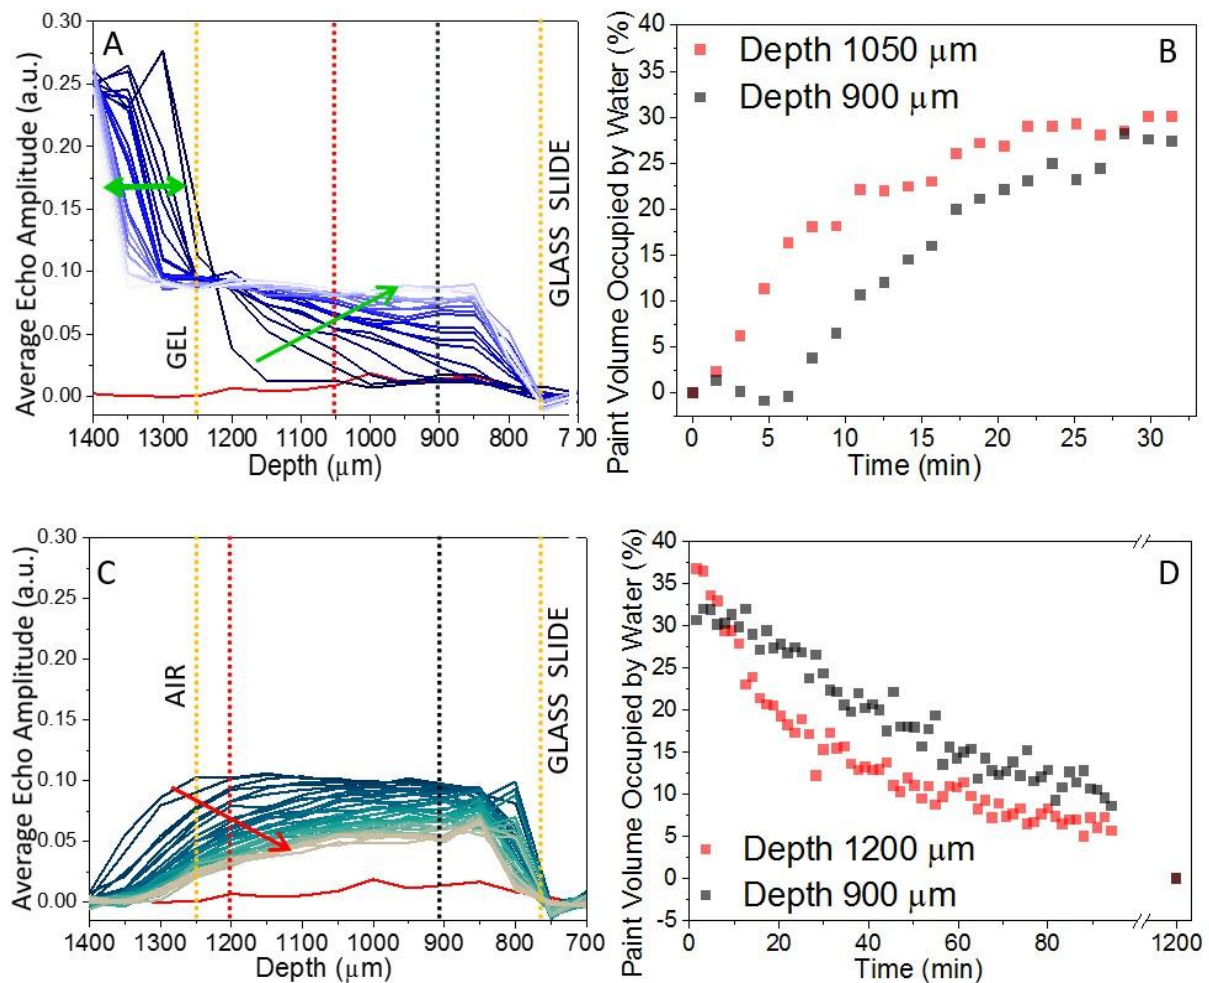 A
Average Echo Amplitude (a.u.)
0.30
0.25
0.20
0.15
0.10
0.05
0.00
GEL
GLASS SLIDE
1400 1300 1200 1100 1000 900 800 700
Depth (μm)
B
Paint Volume Occupied by Water (%)
40
35
30
25
20
15
10
5
0
Depth 1050 μm
Depth 900 μm
0 5 10 15 20 25 30
Time (min)
C
Average Echo Amplitude (a.u.)
0.30
0.25
0.20
0.15
0.10
0.05
0.00
AIR
GLASS SLIDE
1400 1300 1200 1100 1000 900 800 700
Depth (μm)
D
Paint Volume Occupied by Water (%)
40
35
30
25
20
15
10
5
0
-5
Depth 1200 μm
Depth 900 μm
0 20 40 60 80 1200
Time (min)